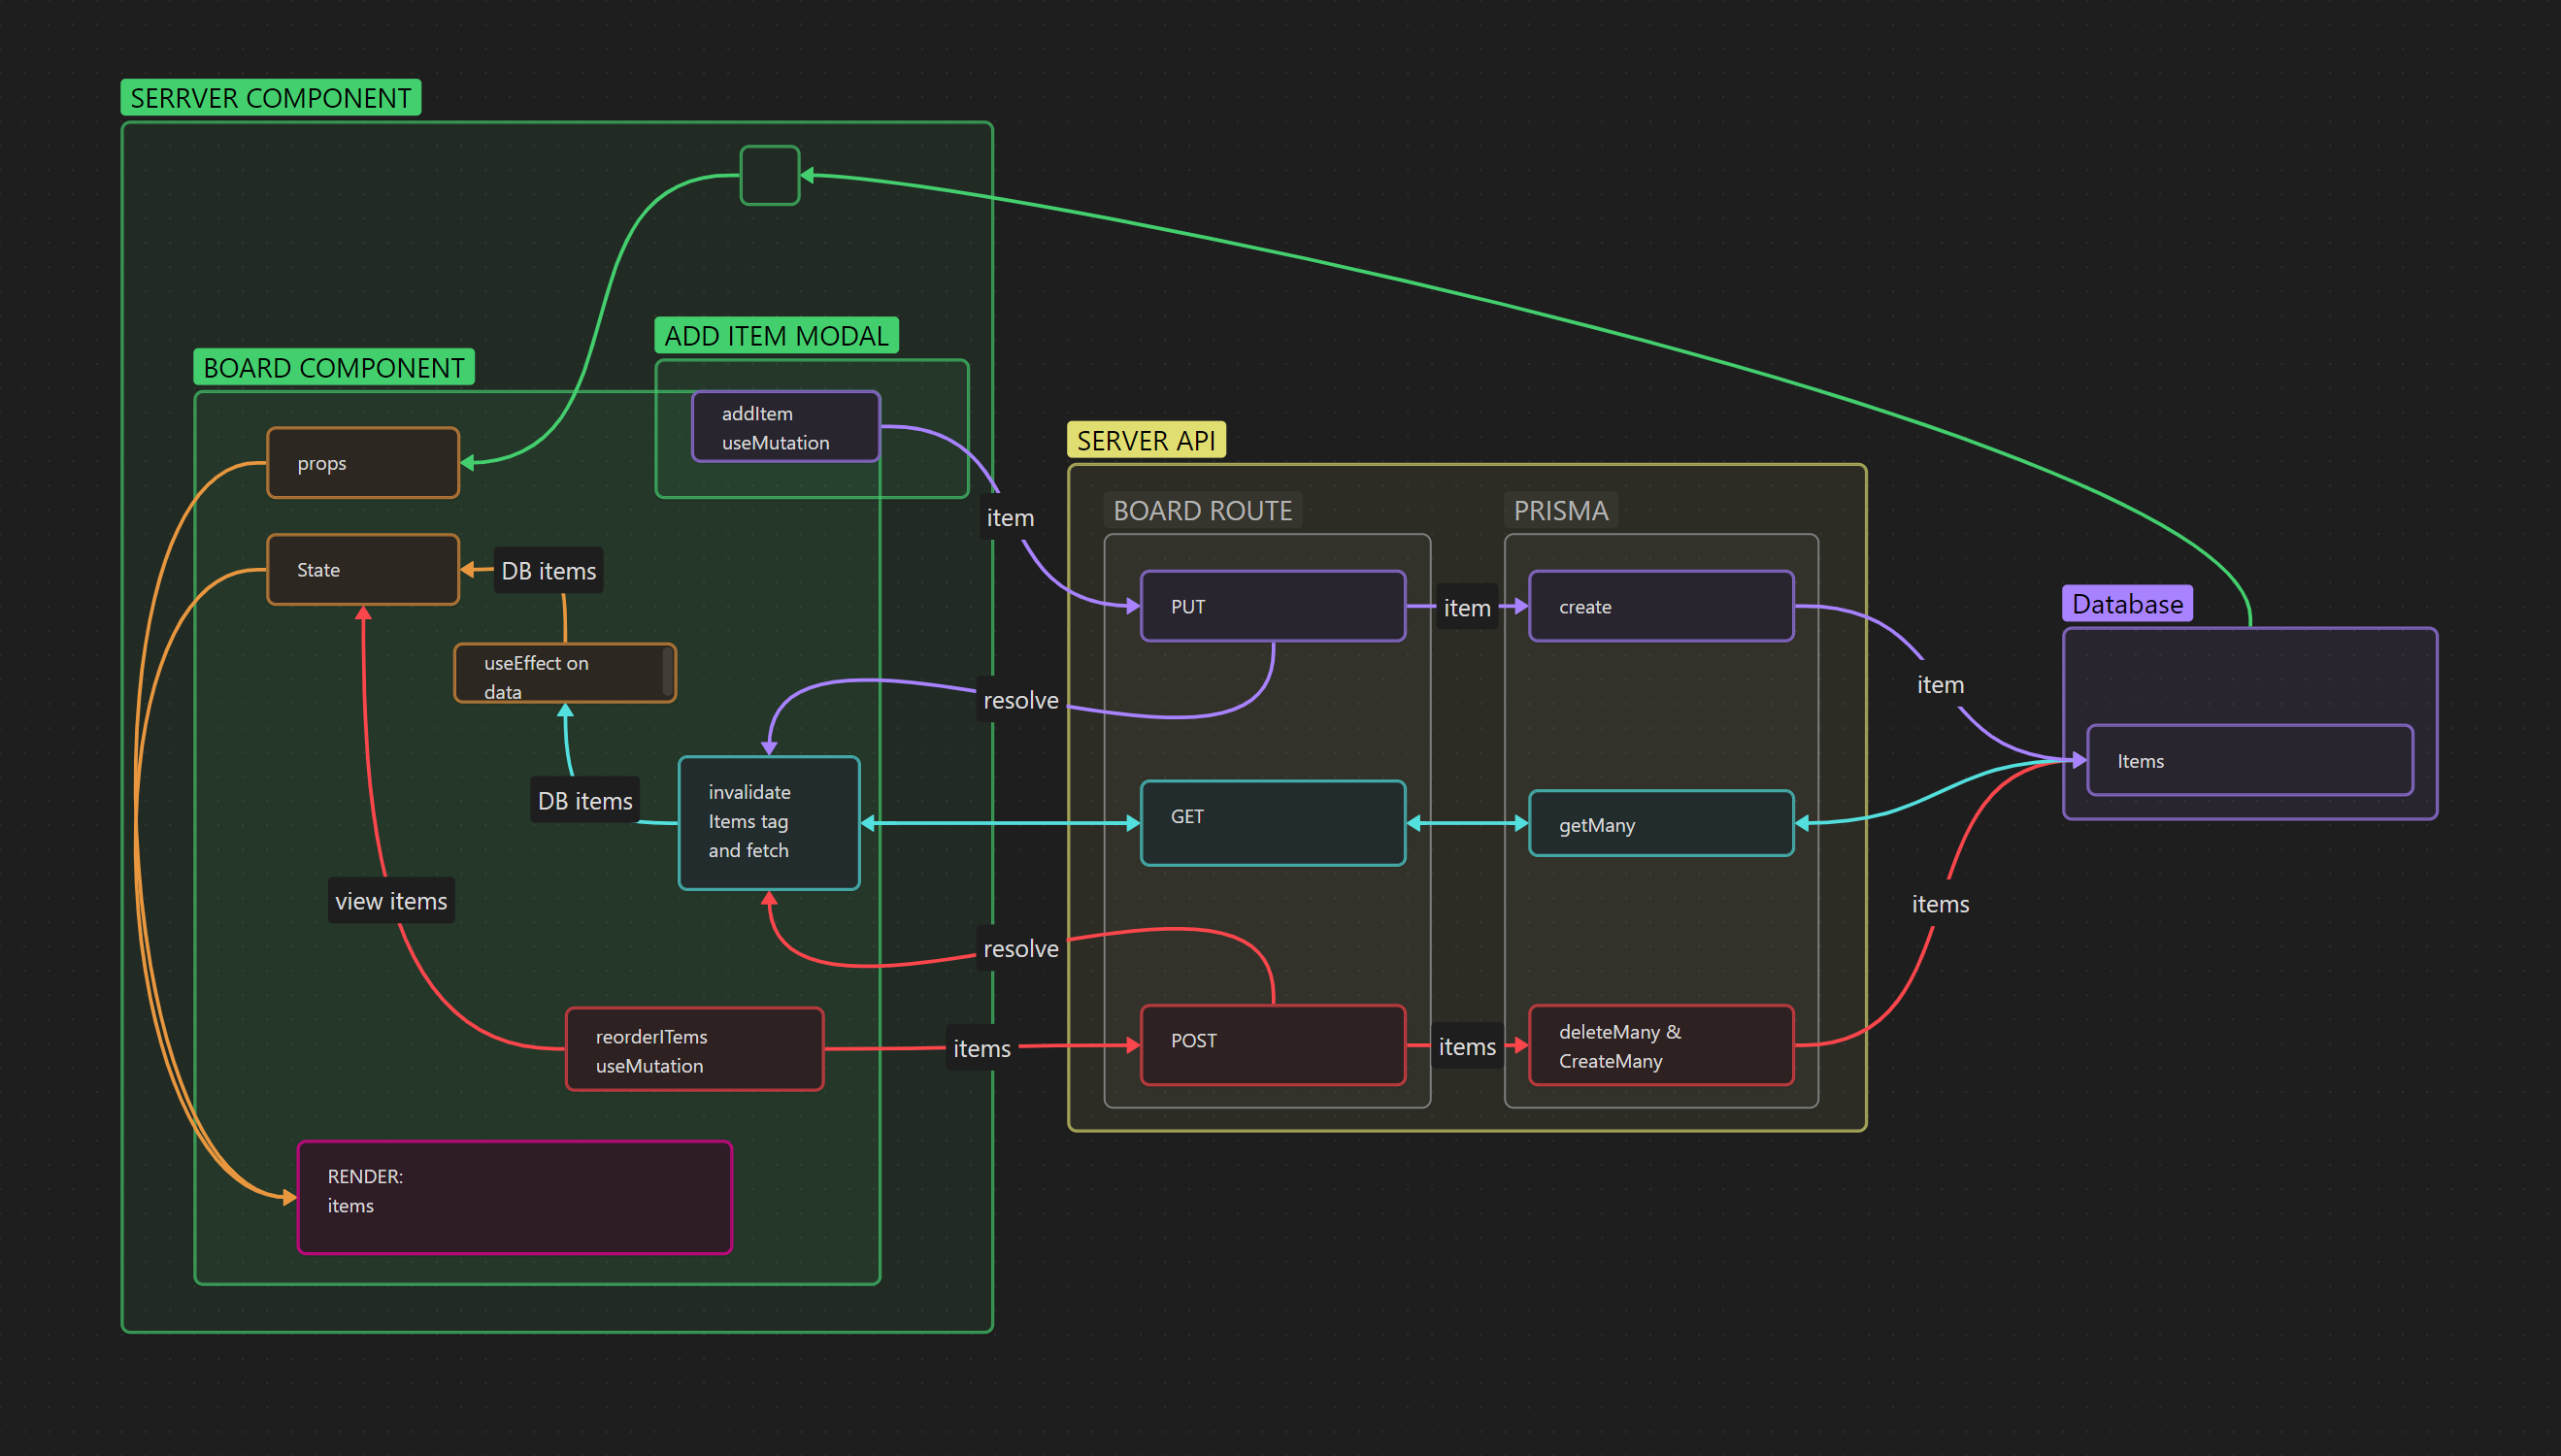 SERRVER COMPONENT
ADD ITEM MODAL
BOARD COMPONENT
addItem
useMutation
props
SERVER API
BOARD ROUTE
PRISMA
item
State
DB items
PUT
item
create
Database
useEffect on
data
resolve
item
Items
invalidate
Items tag
and fetch
DB items
GET
getMany
view items
items
resolve
reorderITems
useMutation
items
POST
items
deleteMany &
CreateMany
RENDER:
items